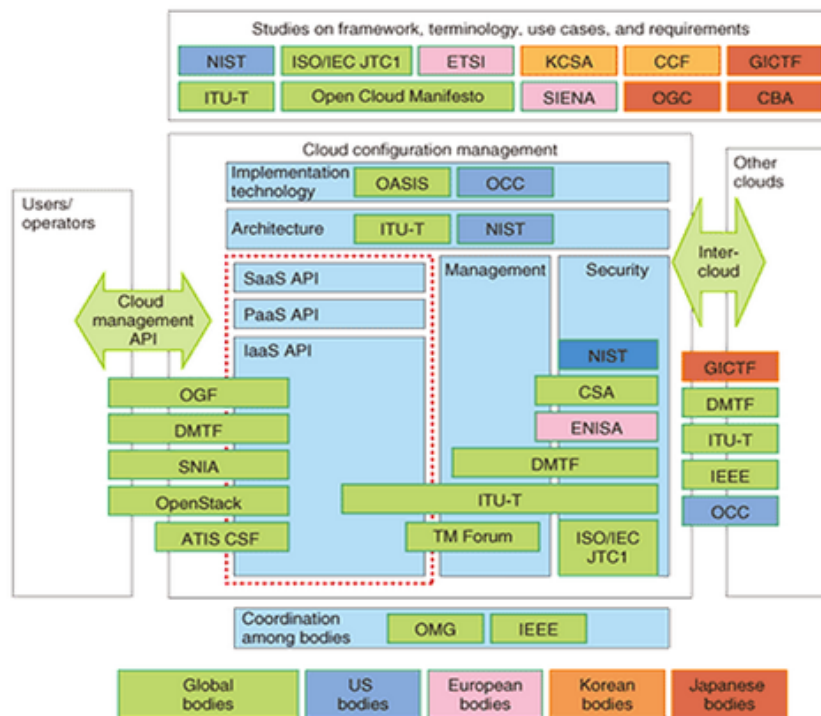 Studies on framework, terminology, use cases, and requirements
NIST
ISO/IEC JTC1
ETSI
KCSA
CCF
GICTF
ITU-T
Open Cloud Manifesto
SIENA
OGC
CBA
Cloud configuration management
Implementation
technology
OASIS
OCC
Architecture
ITU-T
NIST
Users/
operators
Other
clouds
Cloud
management
API
Inter-
cloud
SaaS API
PaaS API
IaaS API
Management
Security
NIST
CSA
ENISA
DMTF
ITU-T
TM Forum
ISO/IEC
JTC1
OGF
DMTF
SNIA
OpenStack
ATIS CSF
GICTF
DMTF
ITU-T
IEEE
OCC
Coordination
among bodies
OMG
IEEE
Global
bodies
US
bodies
European
bodies
Korean
bodies
Japanese
bodies